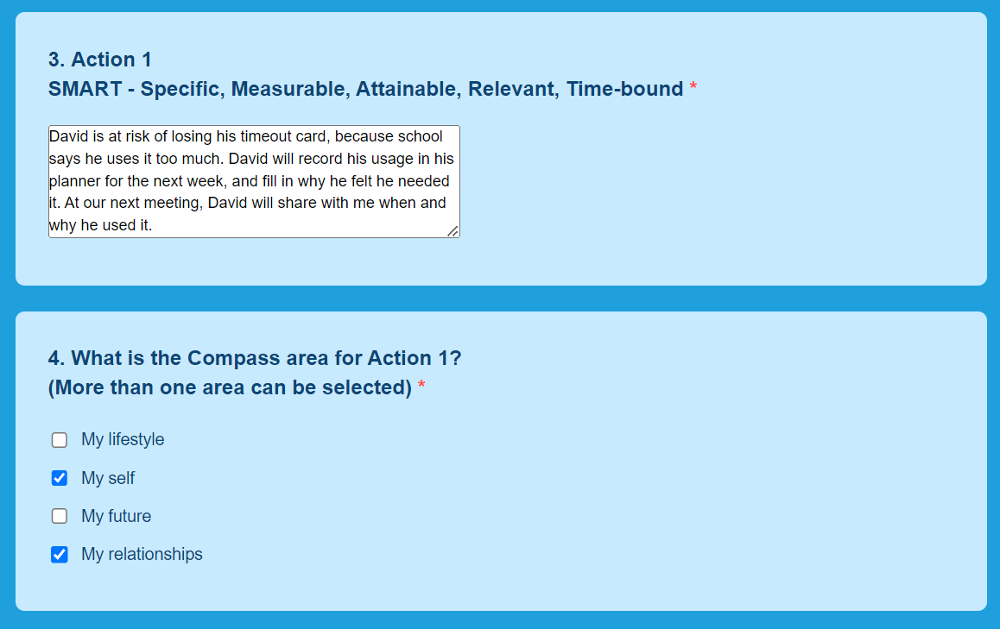 3. Action 1
SMART - Specific, Measurable, Attainable, Relevant, Time-bound *
David is at risk of losing his timeout card, because school
says he uses it too much. David will record his usage in his
planner for the next week, and fill in why he felt he needed
it. At our next meeting, David will share with me when and
why he used it.
4. What is the Compass area for Action 1?
(More than one area can be selected) *
My lifestyle
My self
My future
My relationships